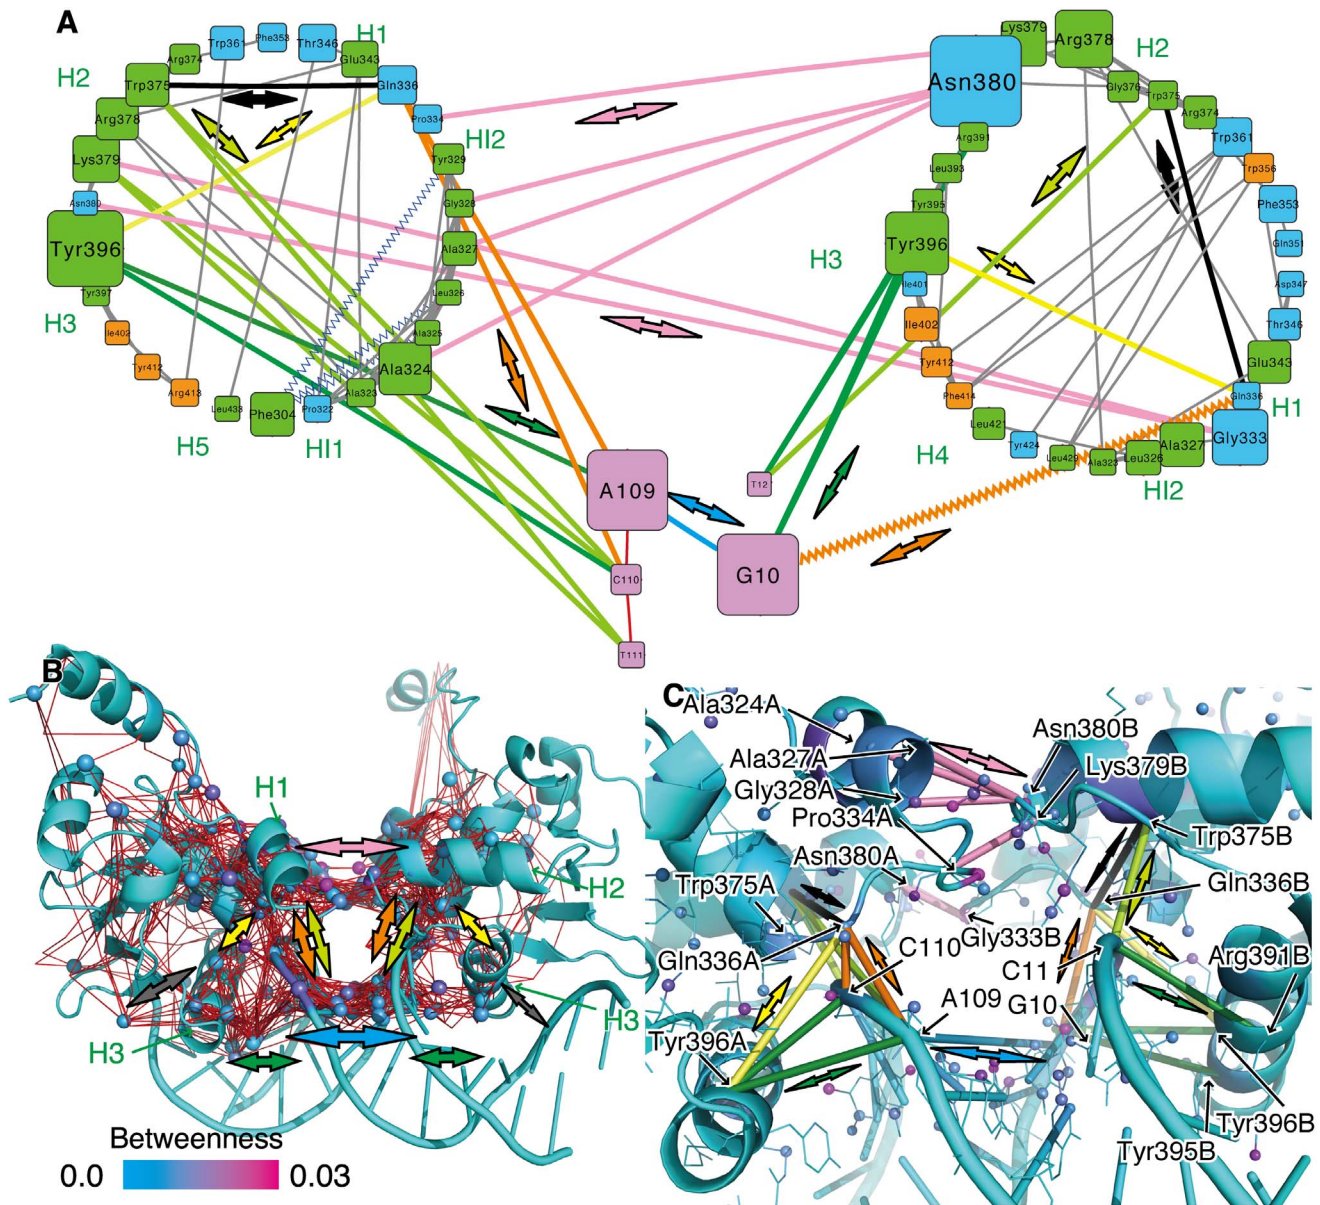 A
H1
H2
Trp361
Phe353
Thr346
Arg374
Glu343
Trp375
Gln336
Arg378
Pro334
HI2
Lys379
Tyr329
Asn380
Gly328
Tyr396
Ala327
Tyr397
Leu326
H3
Ile402
Ala325
Tyr412
Ala324
Arg413
Ala323
Leu433
Phe304
Pro322
H5
HI1
Lys379
Arg378
H2
Asn380
Gly376
Trp375
Arg374
Arg391
Trp361
Leu393
Trp356
Tyr395
Phe353
Tyr396
Gln351
H3
Ile401
Asp347
Ile402
Thr346
Tyr412
Glu343
Phe414
Gln336
H1
Leu421
Tyr424
Gly333
H4
Leu429
Ala323
Leu326
Ala327
HI2
A109
T12
G10
C110
T111
B
H1
H2
H3
H3
Betweenness
0.0
0.03
C
Ala324A
Asn380B
Ala327A
Lys379B
Gly328A
Pro334A
Trp375B
Asn380A
Trp375A
Gln336B
Gly333B
C110
Gln336A
C11
Arg391B
A109
G10
Tyr396A
Tyr396B
Tyr395B